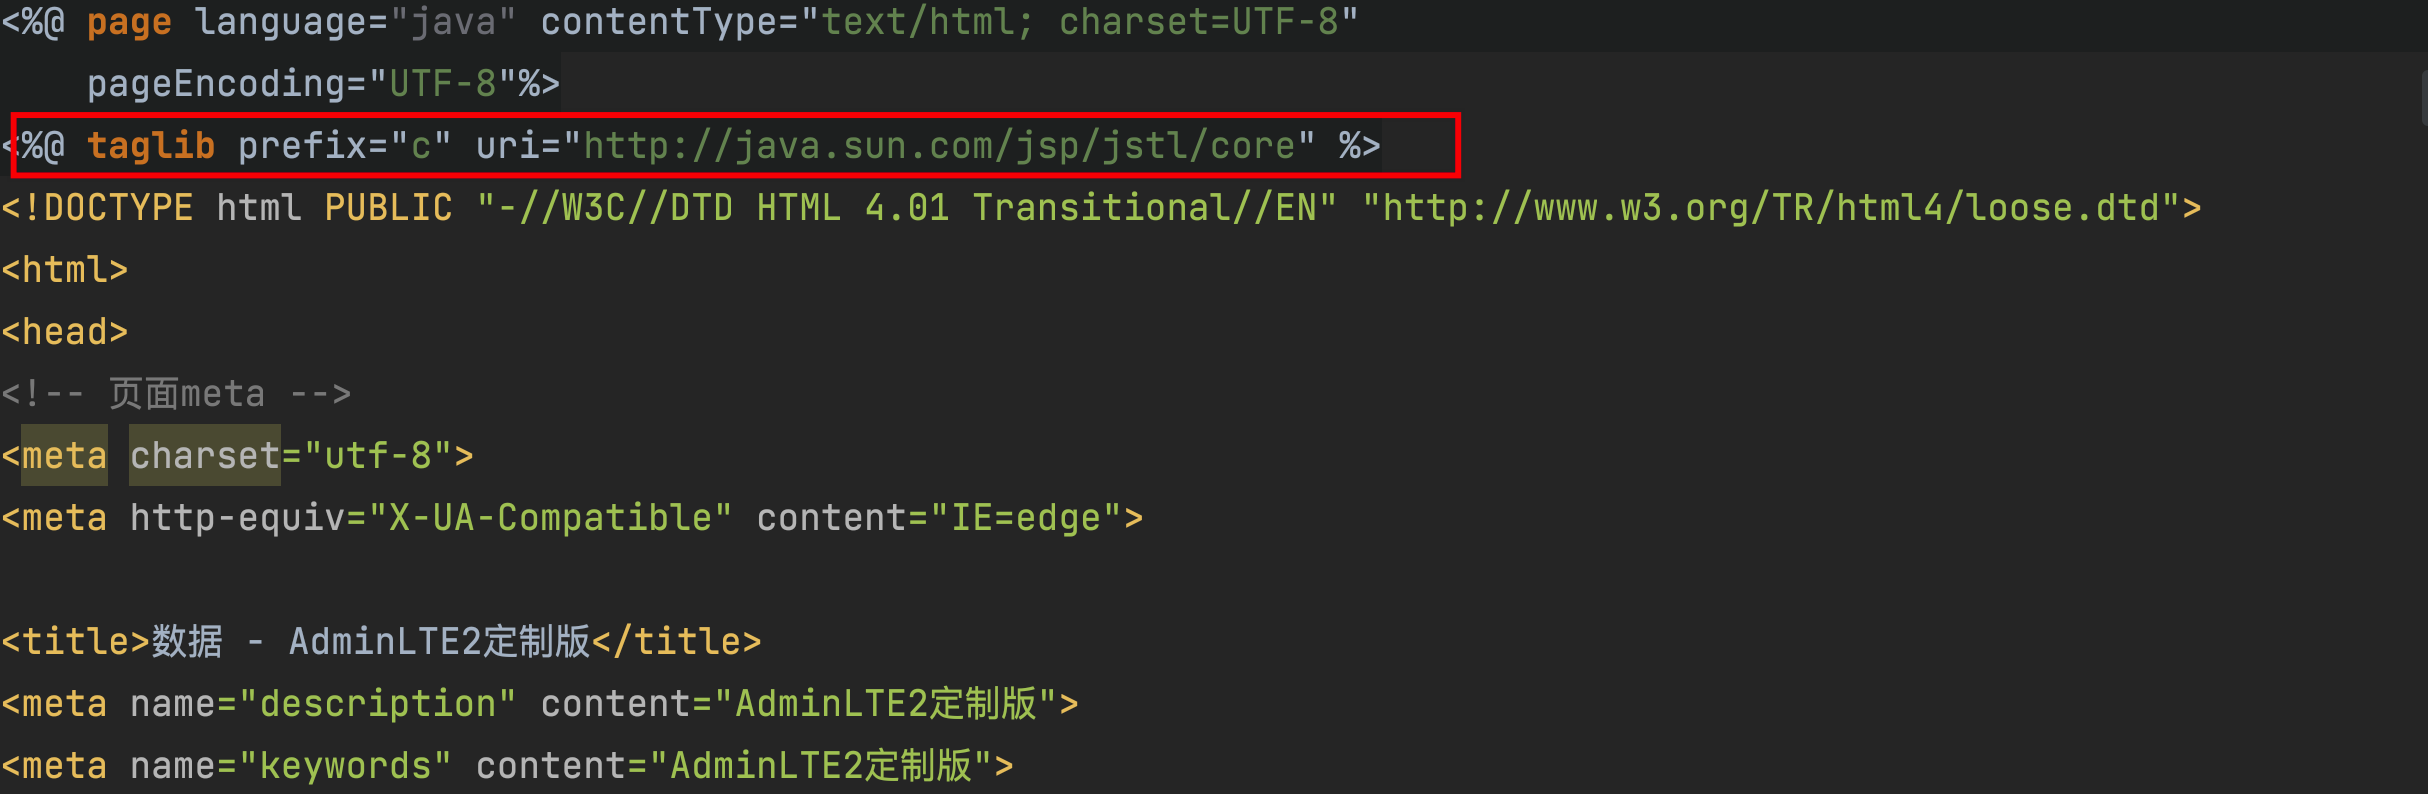 <%@ page language="java" contentType="text/html; charset=UTF-8"
    pageEncoding="UTF-8"%>
<%@ taglib prefix="c" uri="http://java.sun.com/jsp/jstl/core" %>
<!DOCTYPE html PUBLIC "-//W3C//DTD HTML 4.01 Transitional//EN" "http://www.w3.org/TR/html4/loose.dtd">
<html>
<head>
<!-- 页面meta -->
<meta charset="utf-8">
<meta http-equiv="X-UA-Compatible" content="IE=edge">
<title>数据 - AdminLTE2定制版</title>
<meta name="description" content="AdminLTE2定制版">
<meta name="keywords" content="AdminLTE2定制版">